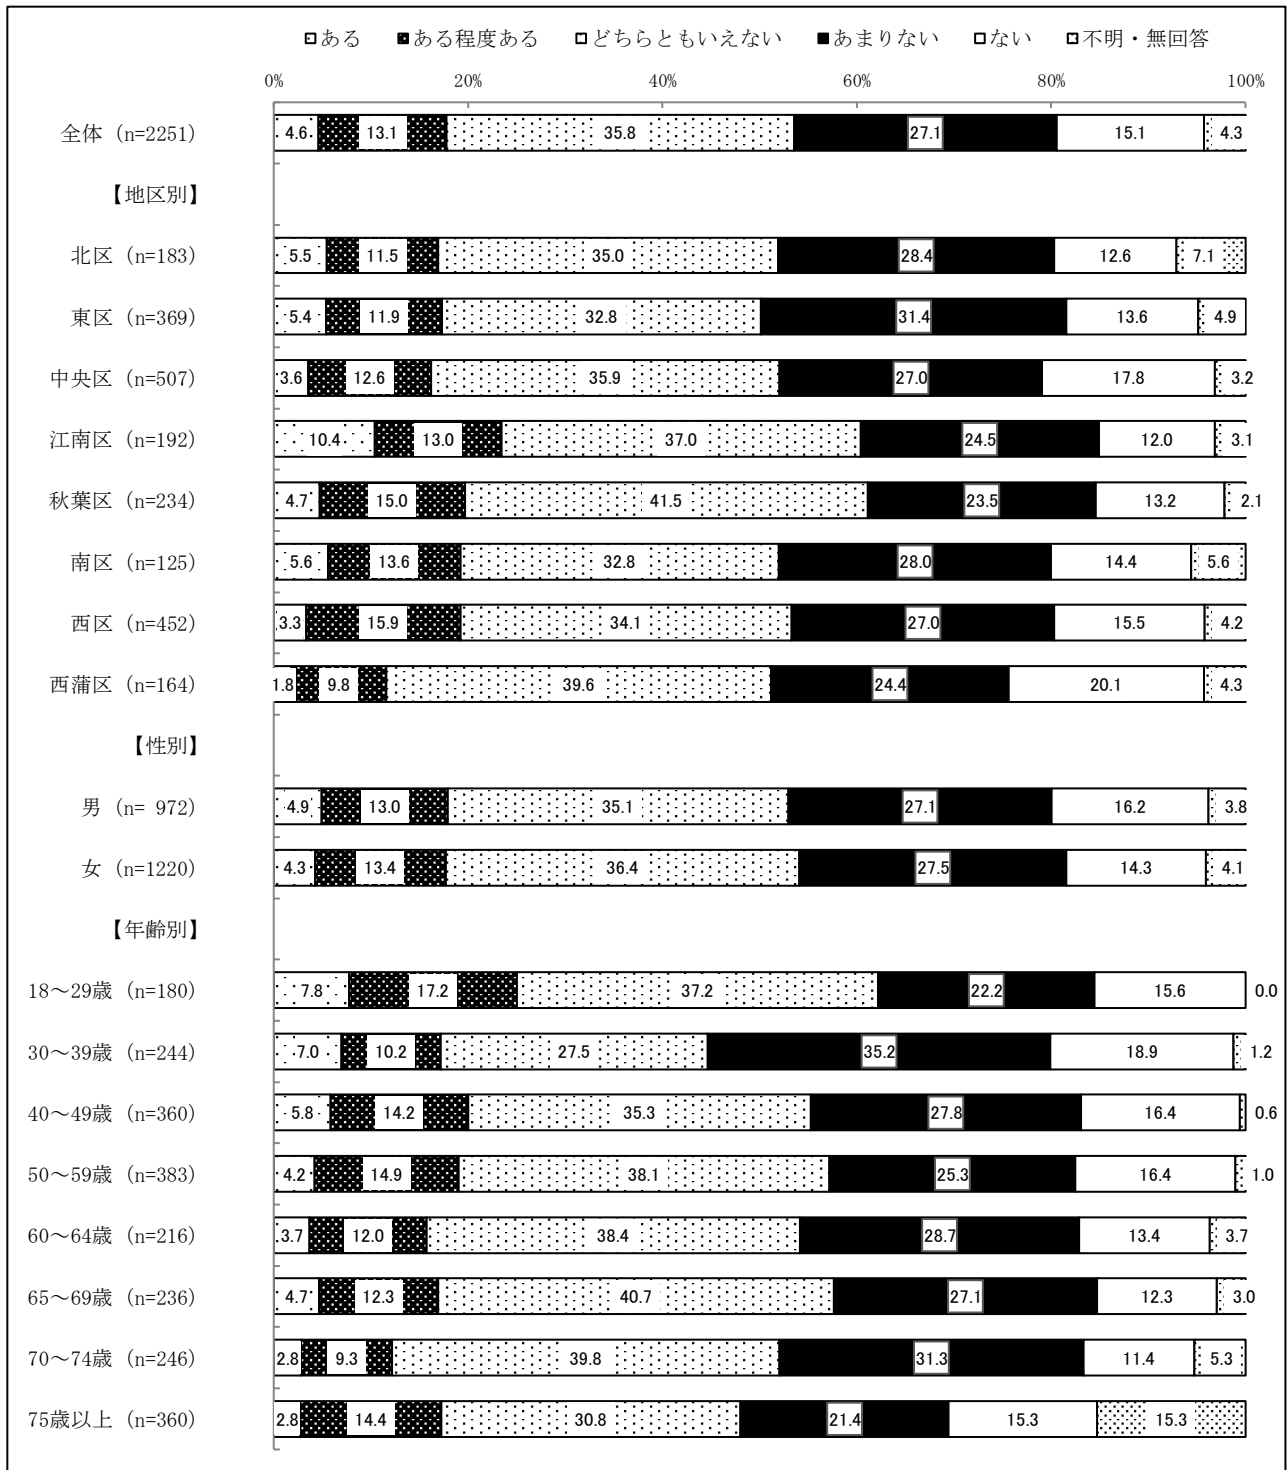 ある ある程度ある どちらともいえない あまりない ない 不明・無回答
0% 20% 40% 60% 80% 100%
全体 (n=2251) 4.6 13.1 35.8 27.1 15.1 4.3
【地区別】
北区 (n=183) 5.5 11.5 35.0 28.4 12.6 7.1
東区 (n=369) 5.4 11.9 32.8 31.4 13.6 4.9
中央区 (n=507) 3.6 12.6 35.9 27.0 17.8 3.2
江南区 (n=192) 10.4 13.0 37.0 24.5 12.0 3.1
秋葉区 (n=234) 4.7 15.0 41.5 23.5 13.2 2.1
南区 (n=125) 5.6 13.6 32.8 28.0 14.4 5.6
西区 (n=452) 3.3 15.9 34.1 27.0 15.5 4.2
西蒲区 (n=164) 1.8 9.8 39.6 24.4 20.1 4.3
【性別】
男 (n= 972) 4.9 13.0 35.1 27.1 16.2 3.8
女 (n=1220) 4.3 13.4 36.4 27.5 14.3 4.1
【年齢別】
18～29歳 (n=180) 7.8 17.2 37.2 22.2 15.6 0.0
30～39歳 (n=244) 7.0 10.2 27.5 35.2 18.9 1.2
40～49歳 (n=360) 5.8 14.2 35.3 27.8 16.4 0.6
50～59歳 (n=383) 4.2 14.9 38.1 25.3 16.4 1.0
60～64歳 (n=216) 3.7 12.0 38.4 28.7 13.4 3.7
65～69歳 (n=236) 4.7 12.3 40.7 27.1 12.3 3.0
70～74歳 (n=246) 2.8 9.3 39.8 31.3 11.4 5.3
75歳以上 (n=360) 2.8 14.4 30.8 21.4 15.3 15.3